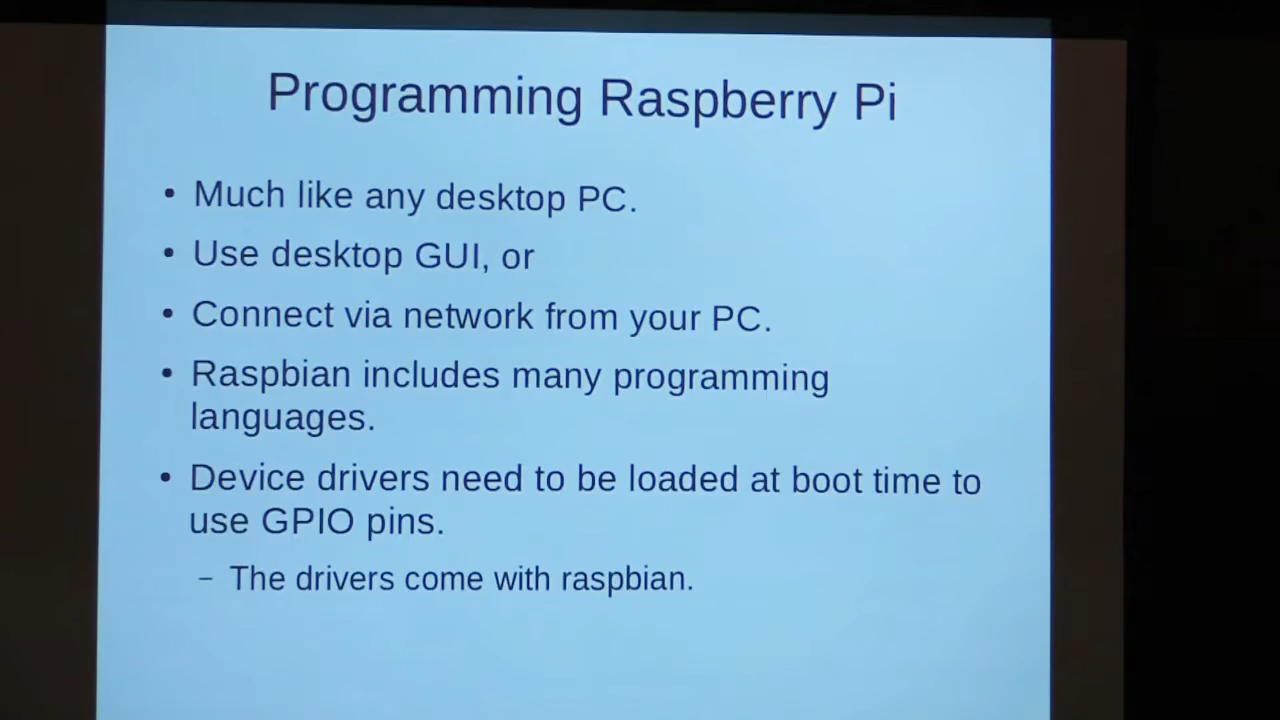 Programming Raspberry Pi
• Much like any desktop PC.
• Use desktop GUI, or
• Connect via network from your PC.
• Raspbian includes many programming
languages.
• Device drivers need to be loaded at boot time to
use GPIO pins.
– The drivers come with raspbian.